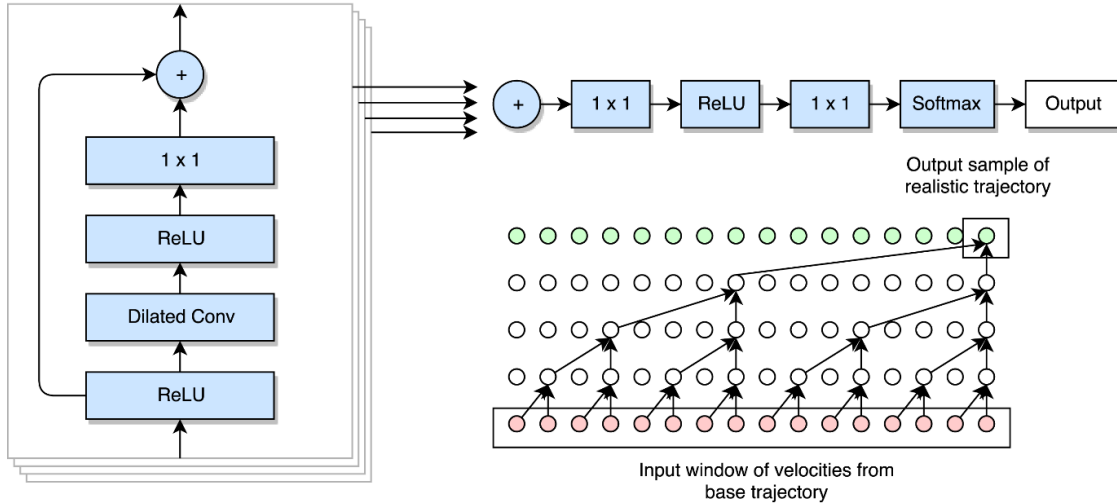 +
1 x 1
ReLU
Dilated Conv
ReLU
+
1 x 1
ReLU
1 x 1
Softmax
Output
Output sample of
realistic trajectory
Input window of velocities from
base trajectory